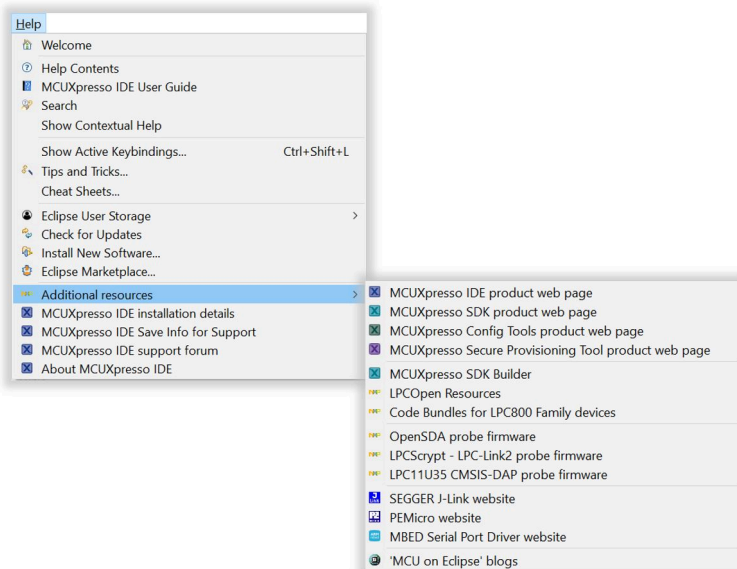 Help
Welcome
Help Contents
MCUXpresso IDE User Guide
Search
Show Contextual Help
Show Active Keybindings... Ctrl+Shift+L
Tips and Tricks...
Cheat Sheets...
Eclipse User Storage
Check for Updates
Install New Software...
Eclipse Marketplace...
Additional resources
MCUXpresso IDE installation details
MCUXpresso IDE Save Info for Support
MCUXpresso IDE support forum
About MCUXpresso IDE
MCUXpresso IDE product web page
MCUXpresso SDK product web page
MCUXpresso Config Tools product web page
MCUXpresso Secure Provisioning Tool product web page
MCUXpresso SDK Builder
LPCOpen Resources
Code Bundles for LPC800 Family devices
OpenSDA probe firmware
LPCScrypt - LPC-Link2 probe firmware
LPC11U35 CMSIS-DAP probe firmware
SEGGER J-Link website
PEMicro website
MBED Serial Port Driver website
'MCU on Eclipse' blogs